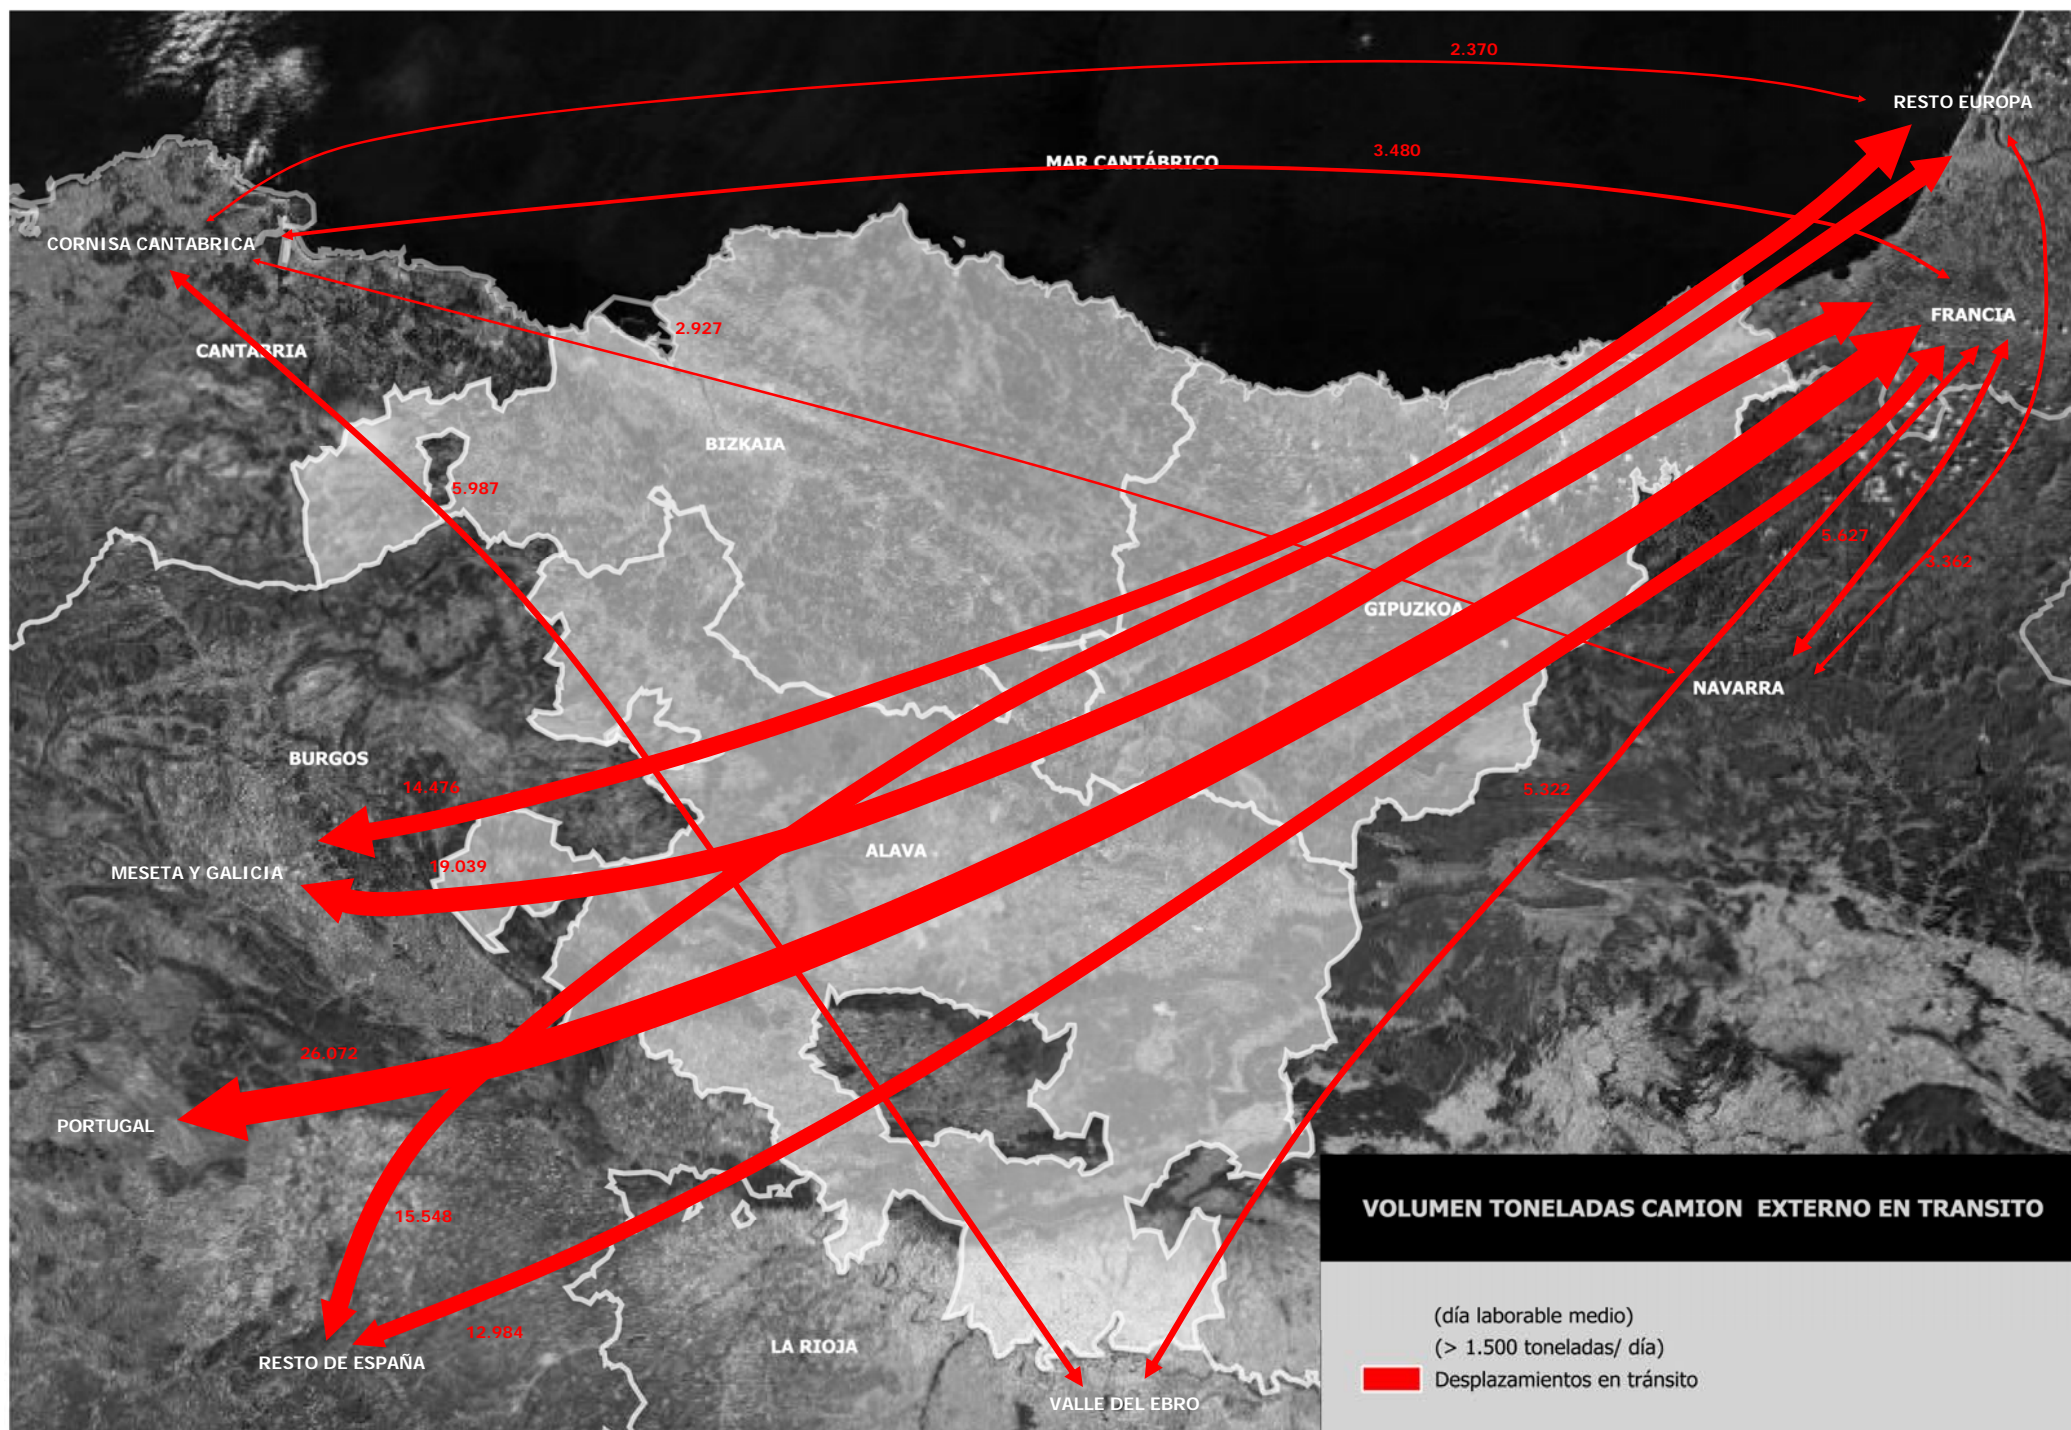 2.370
RESTO EUROPA
3.480
MAR CANTÁBRICO
CORNISA CANTABRICA
FRANCIA
2.927
CANTABRIA
BIZKAIA
5.987
5.627
3.362
GIPUZKOA
NAVARRA
BURGOS
14.476
5.322
ALAVA
19.039
MESETA Y GALICIA
26.072
PORTUGAL
15.548
12.984
RESTO DE ESPAÑA
LA RIOJA
VALLE DEL EBRO
VOLUMEN TONELADAS CAMION EXTERNO EN TRANSITO
(día laborable medio)
(> 1.500 toneladas/ día)
Desplazamientos en tránsito